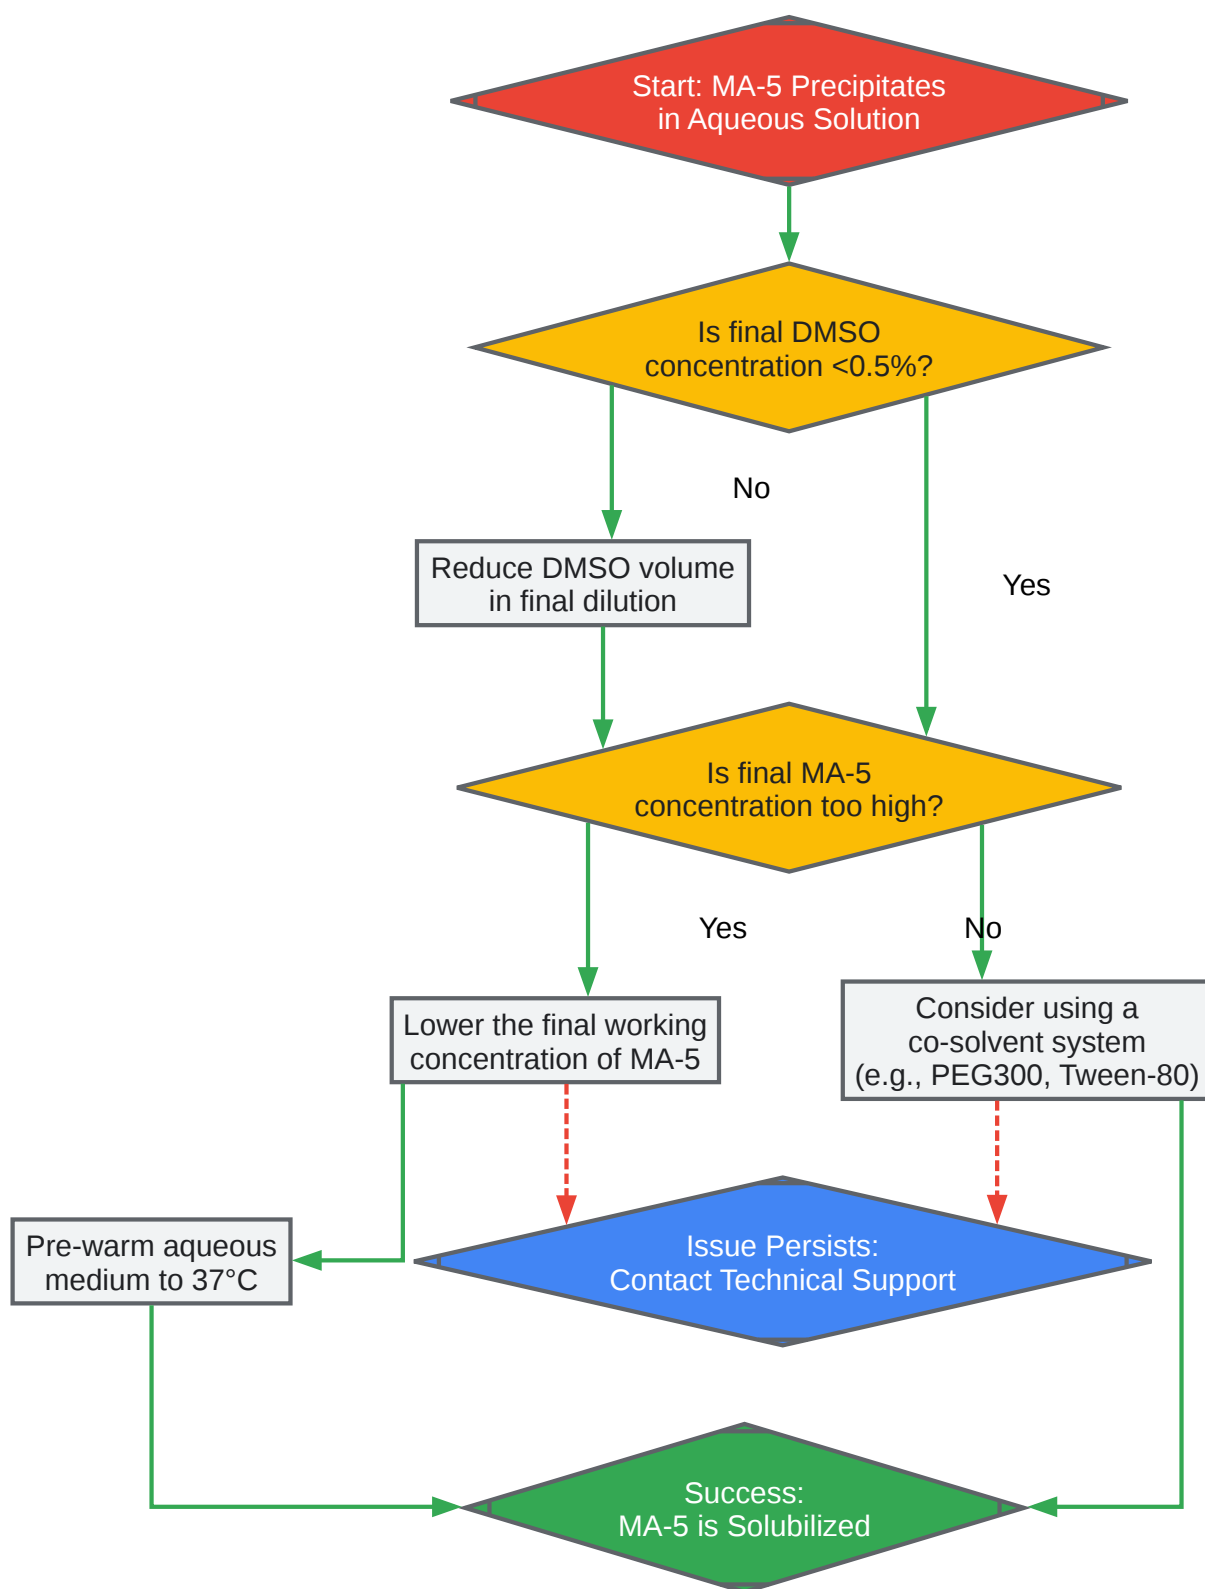 Start: MA-5 Precipitates
in Aqueous Solution
Is final DMSO
concentration <0.5%?
No
Yes
Reduce DMSO volume
in final dilution
Is final MA-5
concentration too high?
Yes
No
Lower the final working
concentration of MA-5
Consider using a
co-solvent system
(e.g., PEG300, Tween-80)
Pre-warm aqueous
medium to 37°C
Issue Persists:
Contact Technical Support
Success:
MA-5 is Solubilized